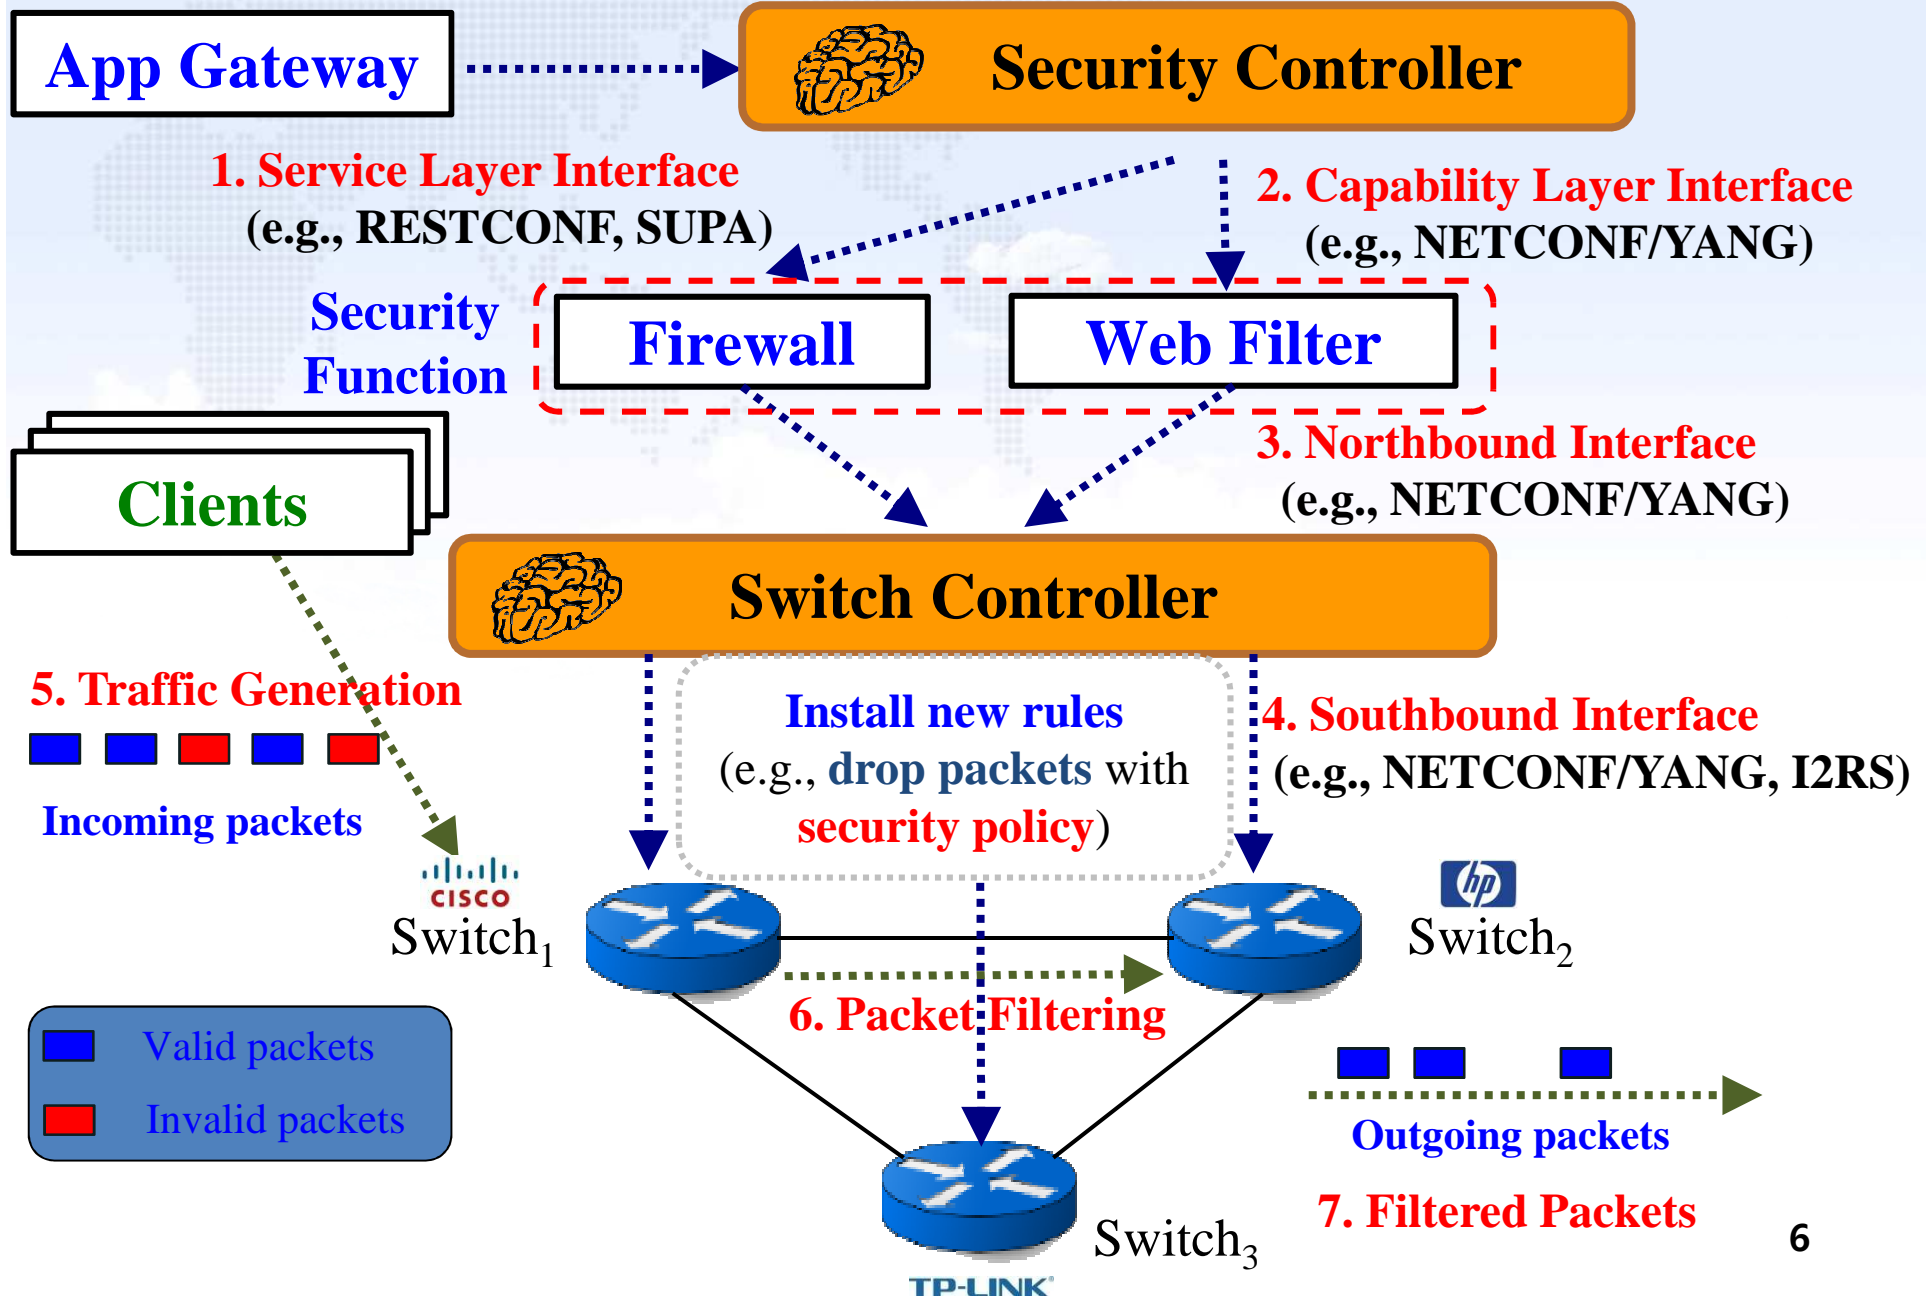 App Gateway
Security Controller
1. Service Layer Interface
(e.g., RESTCONF, SUPA)
2. Capability Layer Interface
(e.g., NETCONF/YANG)
Security
Function
Firewall
Web Filter
3. Northbound Interface
(e.g., NETCONF/YANG)
Clients
Switch Controller
5. Traffic Generation
Incoming packets
Install new rules
(e.g., drop packets with
security policy)
4. Southbound Interface
(e.g., NETCONF/YANG, I2RS)
CISCO
Switch1
hp
Switch2
6. Packet Filtering
Valid packets
Invalid packets
Outgoing packets
7. Filtered Packets
Switch3
TP-LINK®
6